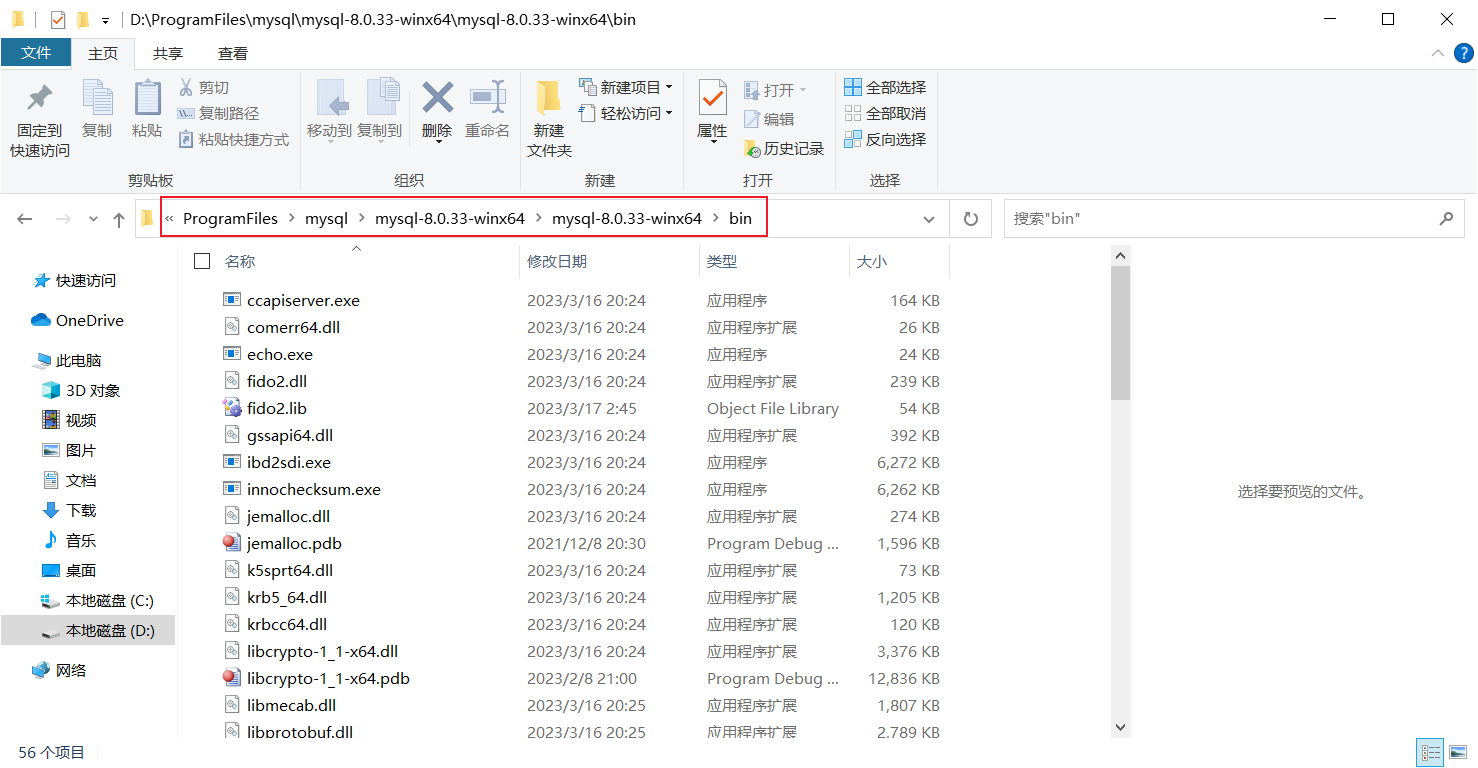 D:\ProgramFiles\mysql\mysql-8.0.33-winx64\mysql-8.0.33-winx64\bin
文件 主页 共享 查看
固定到快速访问
复制
粘贴
剪切
复制路径
粘贴快捷方式
剪贴板
移动到
复制到
删除
重命名
组织
新建文件夹
新建项目
轻松访问
新建
属性
打开
编辑
历史记录
打开
全部选择
全部取消
反向选择
选择
« ProgramFiles > mysql > mysql-8.0.33-winx64 > mysql-8.0.33-winx64 > bin
搜索"bin"
快速访问
OneDrive
此电脑
3D 对象
视频
图片
文档
下载
音乐
桌面
本地磁盘 (C:)
本地磁盘 (D:)
网络
名称 修改日期 类型 大小
ccapiserver.exe 2023/3/16 20:24 应用程序 164 KB
comerr64.dll 2023/3/16 20:24 应用程序扩展 26 KB
echo.exe 2023/3/16 20:24 应用程序 24 KB
fido2.dll 2023/3/16 20:24 应用程序扩展 239 KB
fido2.lib 2023/3/17 2:45 Object File Library 54 KB
gssapi64.dll 2023/3/16 20:24 应用程序扩展 392 KB
ibd2sdi.exe 2023/3/16 20:24 应用程序 6,272 KB
innochecksum.exe 2023/3/16 20:24 应用程序 6,262 KB
jemalloc.dll 2023/3/16 20:24 应用程序扩展 274 KB
jemalloc.pdb 2021/12/8 20:30 Program Debug ... 1,596 KB
k5sprt64.dll 2023/3/16 20:24 应用程序扩展 73 KB
krb5_64.dll 2023/3/16 20:24 应用程序扩展 1,205 KB
krbcc64.dll 2023/3/16 20:24 应用程序扩展 120 KB
libcrypto-1_1-x64.dll 2023/3/16 20:24 应用程序扩展 3,376 KB
libcrypto-1_1-x64.pdb 2023/2/8 21:00 Program Debug ... 12,836 KB
libmecab.dll 2023/3/16 20:25 应用程序扩展 1,807 KB
libprotobuf.dll 2023/3/16 20:25 应用程序扩展 2,789 KB
选择要预览的文件。
56 个项目